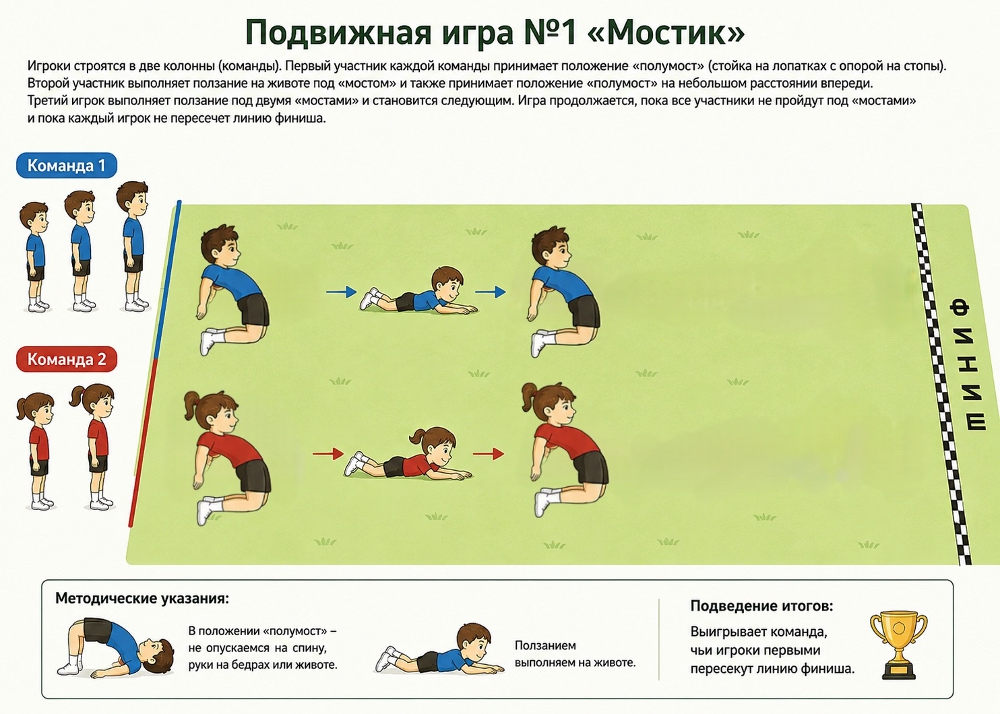 Подвижная игра №1 «Мостик»
Игроки строятся в две колонны (команды). Первый участник каждой команды принимает положение «полумост» (стойка на лопатках с опорой на стопы).
Второй участник выполняет ползание на животе под «мостом» и также принимает положение «полумост» на небольшом расстоянии впереди.
Третий игрок выполняет ползание под двумя «мостами» и становится следующим. Игра продолжается, пока все участники не пройдут под «мостами»
и пока каждый игрок не пересечет линию финиша.
Команда 1
Команда 2
ФИНИШ
Методические указания:
В положении «полумост» –
не опускаемся на спину,
руки на бедрах или животе.
Ползанием
выполняем на животе.
Подведение итогов:
Выигрывает команда,
чьи игроки первыми
пересекут линию финиша.